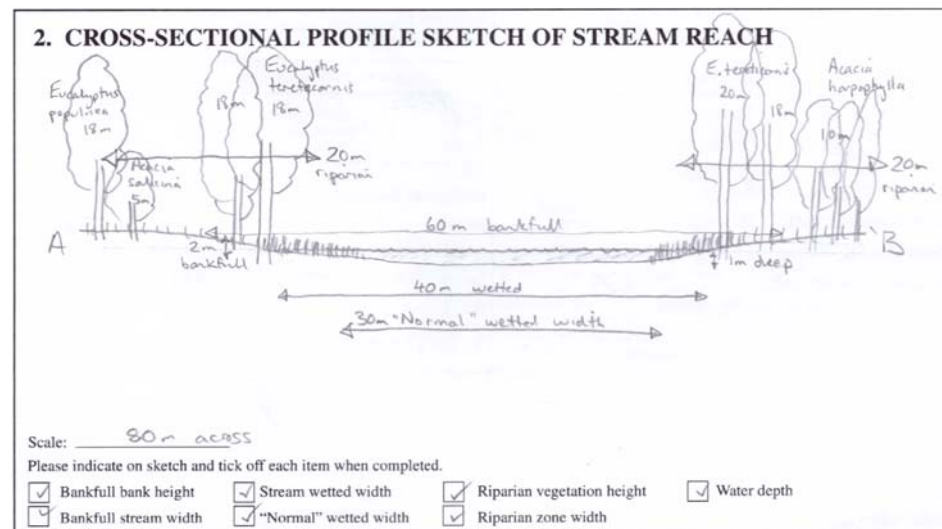 2. CROSS-SECTIONAL PROFILE SKETCH OF STREAM REACH
Eucalyptus
populnea
18m
Acacia
salicina
5m
18m
Eucalyptus
teretecornis
18m
20m
riparian
E. tereticornis
20m
18m
Acacia
harpophylla
10m
20m
riparian
A
2m
bankfull
60m bankfull
1m deep
B
40m wetted
30m "Normal" wetted width
Scale: 80m across
Please indicate on sketch and tick off each item when completed.
Bankfull bank height Stream wetted width Riparian vegetation height Water depth
Bankfull stream width "Normal" wetted width Riparian zone width